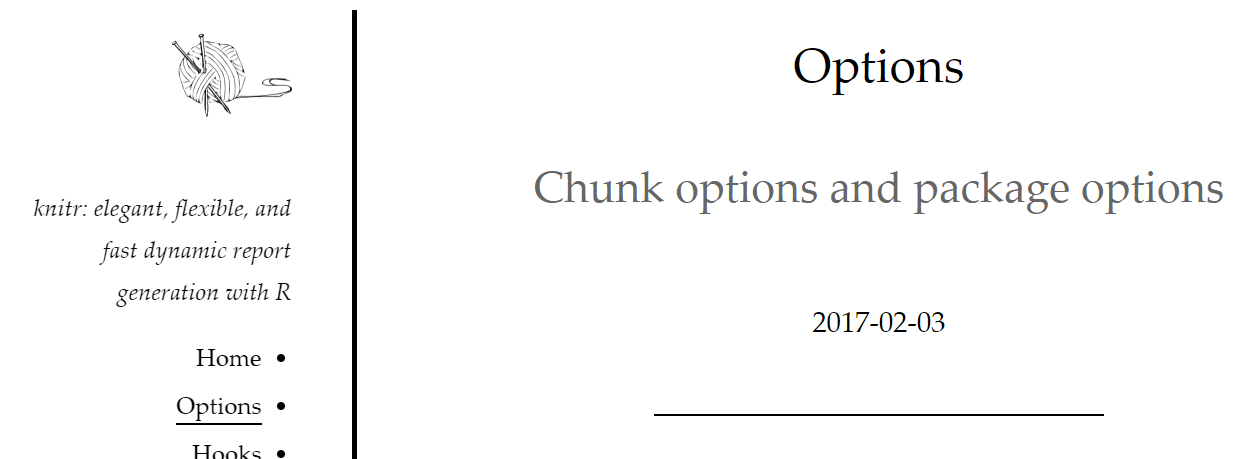 knitr: elegant, flexible, and
fast dynamic report
generation with R
Home
Options
Hooks
Options
Chunk options and package options
2017-02-03